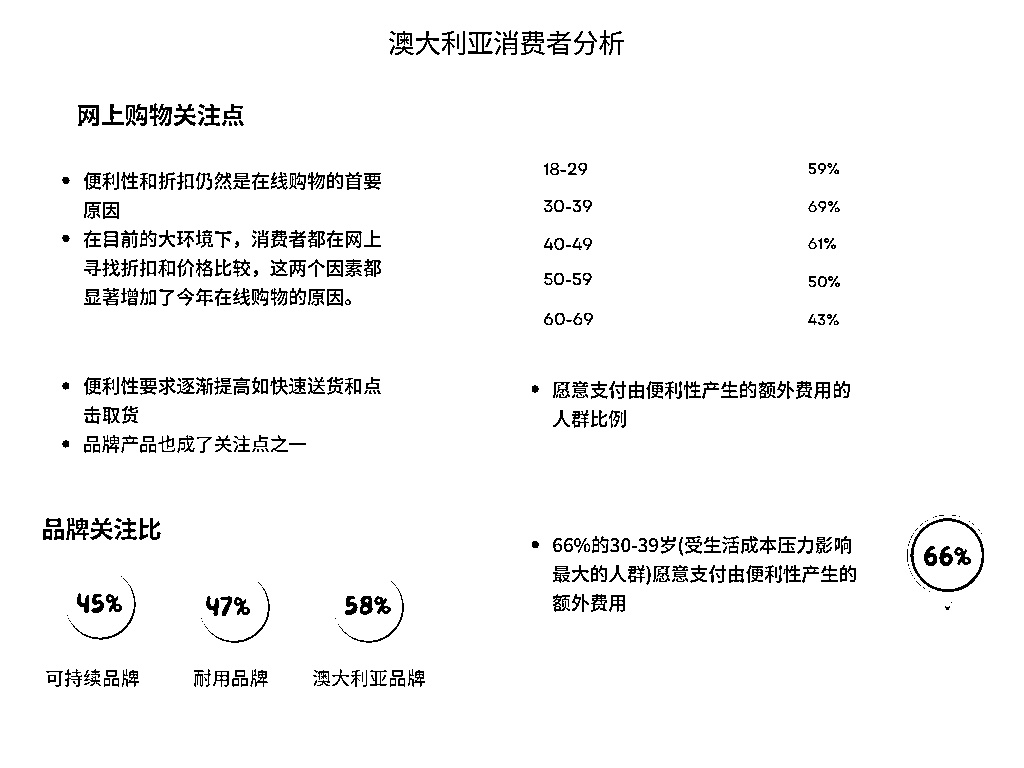 澳大利亚消费者分析
网上购物关注点
• 便利性和折扣仍然是在线购物的首要
原因
• 在目前的大环境下，消费者都在网上
寻找折扣和价格比较，这两个因素都
显著增加了今年在线购物的原因。
• 便利性要求逐渐提高如快速送货和点
击取货
• 品牌产品也成了关注点之一
品牌关注比
45% 47% 58%
可持续品牌 耐用品牌 澳大利亚品牌
18-29 59%
30-39 69%
40-49 61%
50-59 50%
60-69 43%
• 愿意支付由便利性产生的额外费用的
人群比例
• 66%的30-39岁(受生活成本压力影响
最大的人群)愿意支付由便利性产生的
额外费用
66%